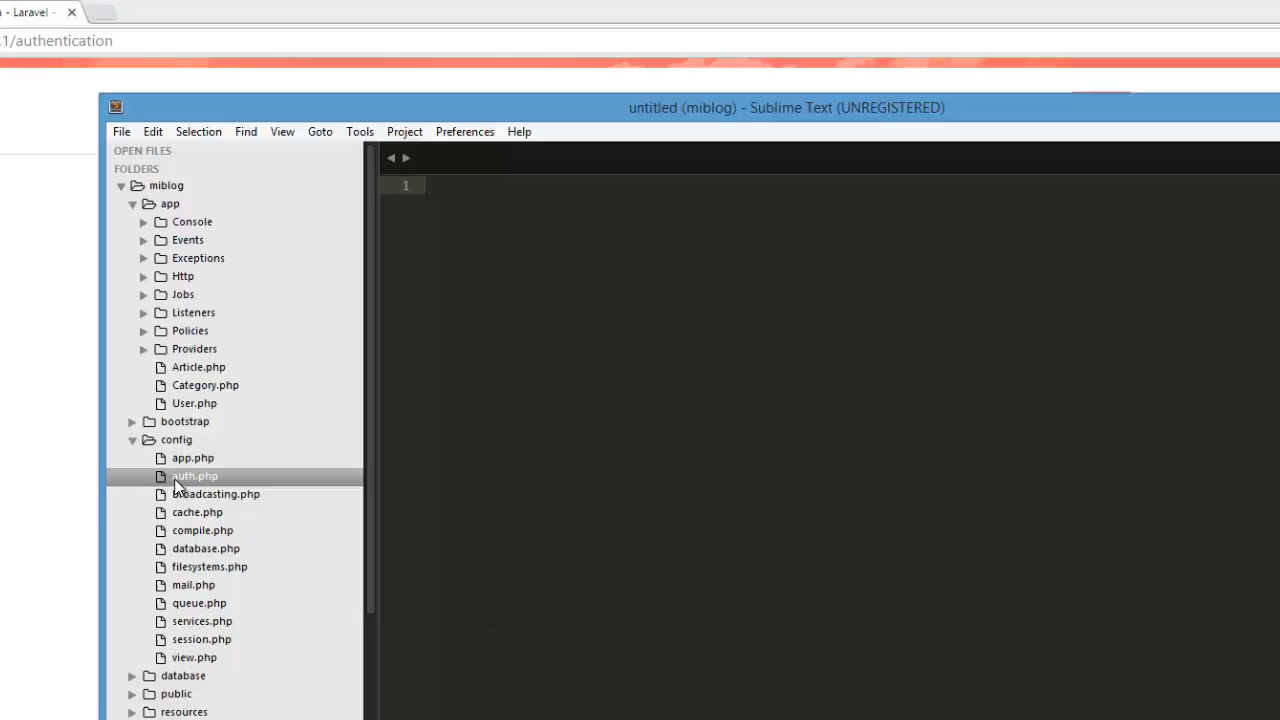 - Laravel -
.1/authentication
untitled (miblog) - Sublime Text (UNREGISTERED)
File Edit Selection Find View Goto Tools Project Preferences Help
OPEN FILES
FOLDERS
miblog
1
app
Console
Events
Exceptions
Http
Jobs
Listeners
Policies
Providers
Article.php
Category.php
User.php
bootstrap
config
app.php
auth.php
broadcasting.php
cache.php
compile.php
database.php
filesystems.php
mail.php
queue.php
services.php
session.php
view.php
database
public
resources